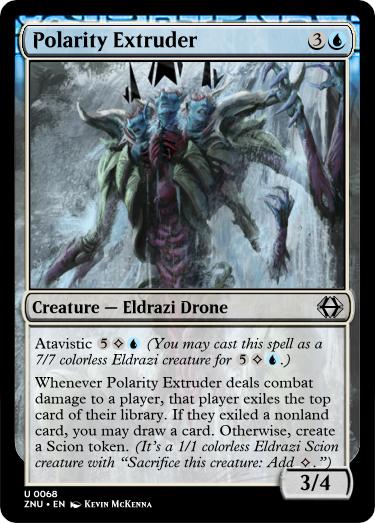 Polarity Extruder 3
Creature — Eldrazi Drone
Atavistic 5 (You may cast this spell as a
7/7 colorless Eldrazi creature for 5 .)
Whenever Polarity Extruder deals combat
damage to a player, that player exiles the top
card of their library. If they exiled a nonland
card, you may draw a card. Otherwise, create
a Scion token. (It's a 1/1 colorless Eldrazi Scion
creature with “Sacrifice this creature: Add .”)
3/4
U 0068
ZNU • EN Kevin McKenna